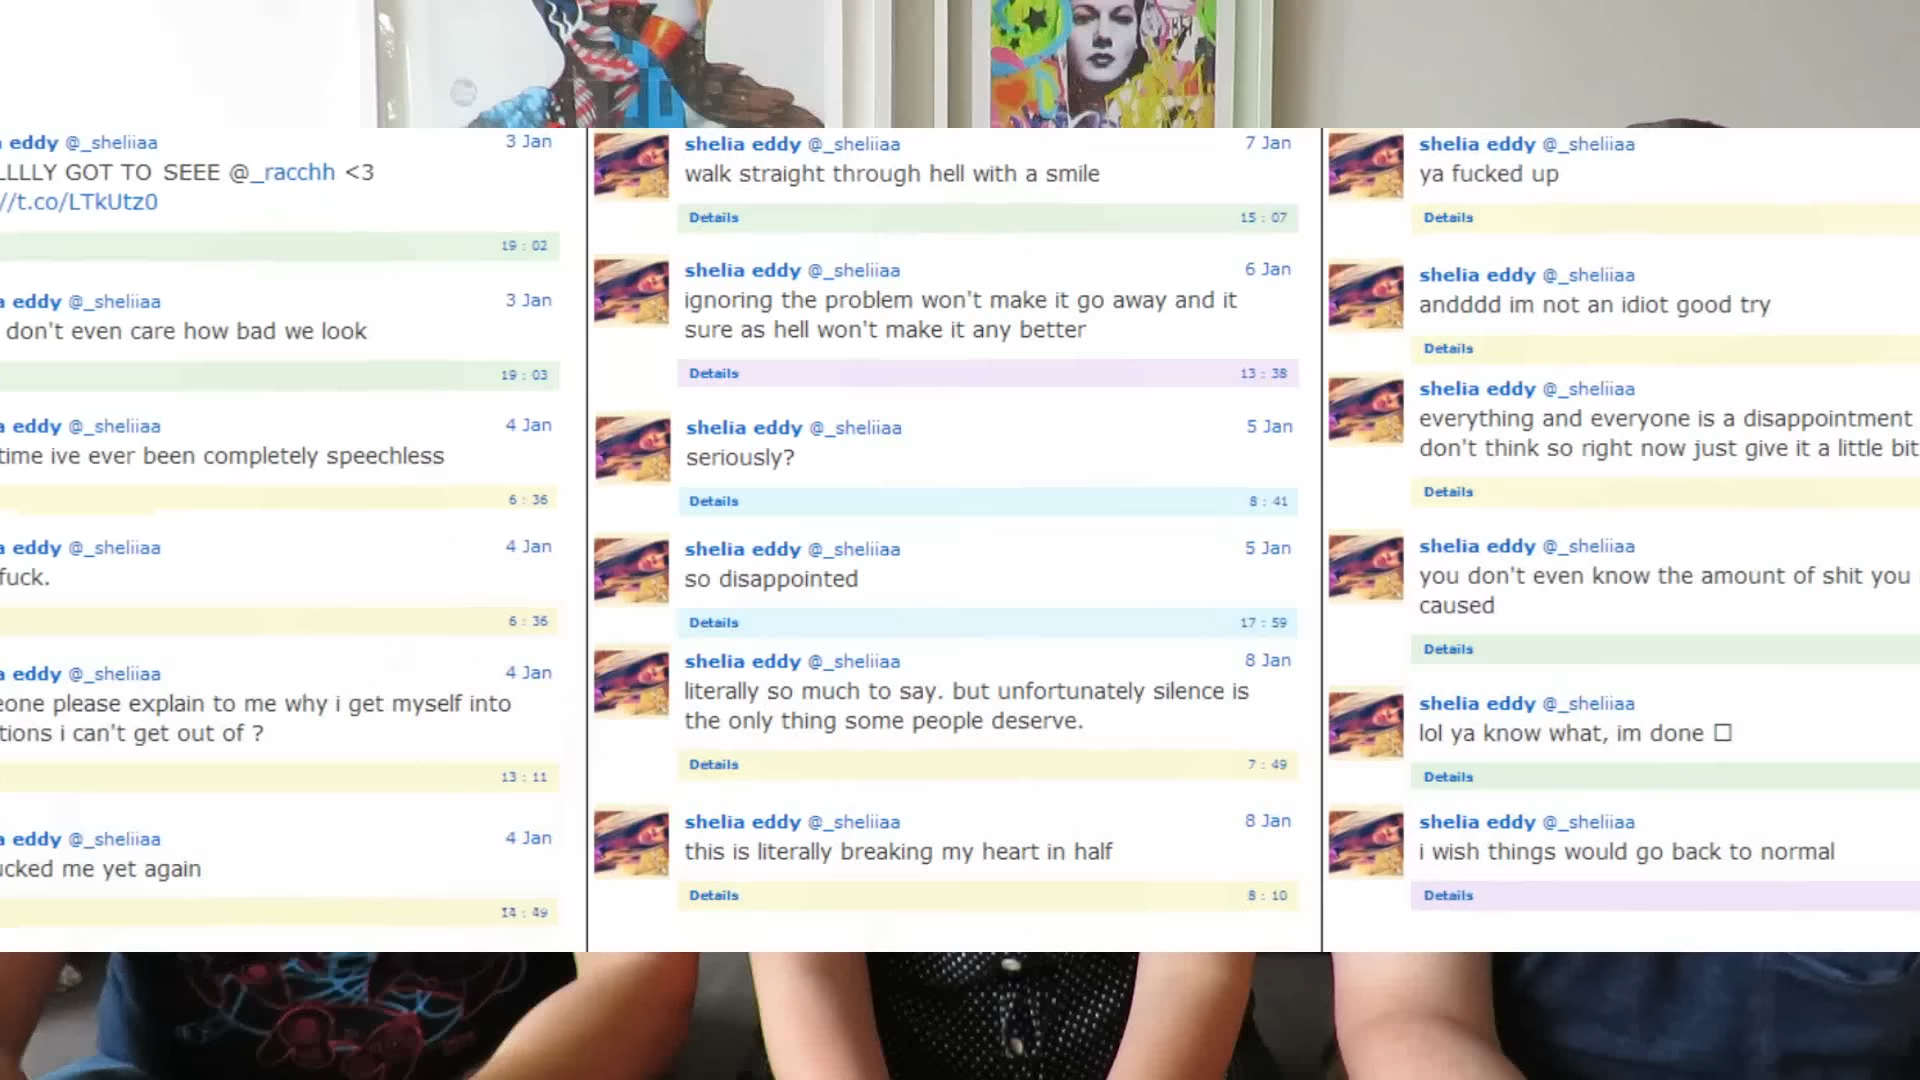 a eddy @_sheliiaa 3 Jan
LLLLY GOT TO SEEE @_racchh <3
//t.co/LTkUtz0
19 : 02
a eddy @_sheliiaa 3 Jan
don't even care how bad we look
19 : 03
a eddy @_sheliiaa 4 Jan
time ive ever been completely speechless
6 : 36
a eddy @_sheliiaa 4 Jan
fuck.
6 : 36
a eddy @_sheliiaa 4 Jan
eone please explain to me why i get myself into
tions i can't get out of ?
13 : 11
a eddy @_sheliiaa 4 Jan
ucked me yet again
14 : 49
shelia eddy @_sheliiaa 7 Jan
walk straight through hell with a smile
Details 15 : 07
shelia eddy @_sheliiaa 6 Jan
ignoring the problem won't make it go away and it
sure as hell won't make it any better
Details 13 : 38
shelia eddy @_sheliiaa 5 Jan
seriously?
Details 8 : 41
shelia eddy @_sheliiaa 5 Jan
so disappointed
Details 17 : 59
shelia eddy @_sheliiaa 8 Jan
literally so much to say. but unfortunately silence is
the only thing some people deserve.
Details 7 : 49
shelia eddy @_sheliiaa 8 Jan
this is literally breaking my heart in half
Details 8 : 10
shelia eddy @_sheliiaa
ya fucked up
Details
shelia eddy @_sheliiaa
andddd im not an idiot good try
Details
shelia eddy @_sheliiaa
everything and everyone is a disappointment
don't think so right now just give it a little bit
Details
shelia eddy @_sheliiaa
you don't even know the amount of shit you
caused
Details
shelia eddy @_sheliiaa
lol ya know what, im done □
Details
shelia eddy @_sheliiaa
i wish things would go back to normal
Details